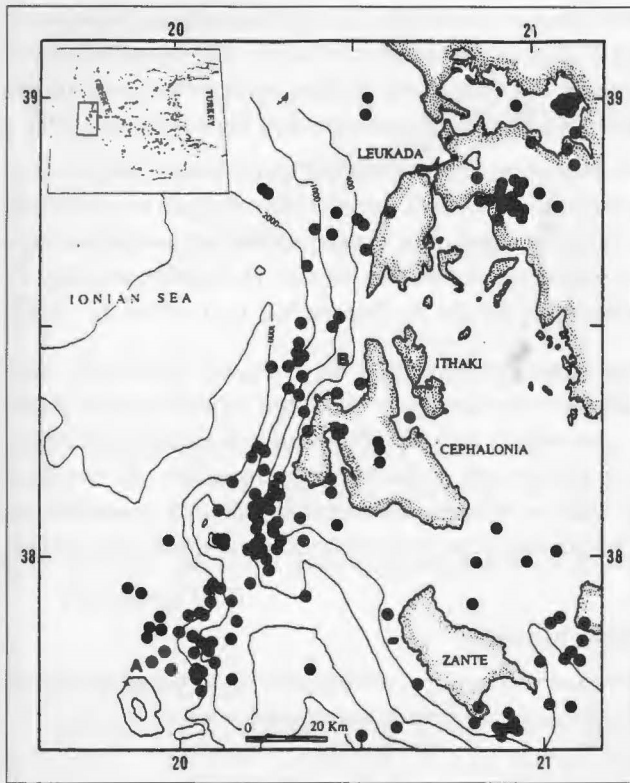 20
21
39
39
TURKEY
LEUKADA
IONIAN SEA
B
ITHAKI
CEPHALONIA
38
38
A
ZANTE
0 20 Km
20
21